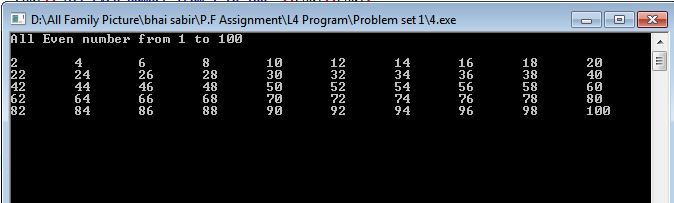 D:\All Family Picture\bhai sabir\P.F Assignment\L4 Program\Problem set 1\4.exe
All Even number from 1 to 100
2 4 6 8 10 12 14 16 18 20
22 24 26 28 30 32 34 36 38 40
42 44 46 48 50 52 54 56 58 60
62 64 66 68 70 72 74 76 78 80
82 84 86 88 90 92 94 96 98 100